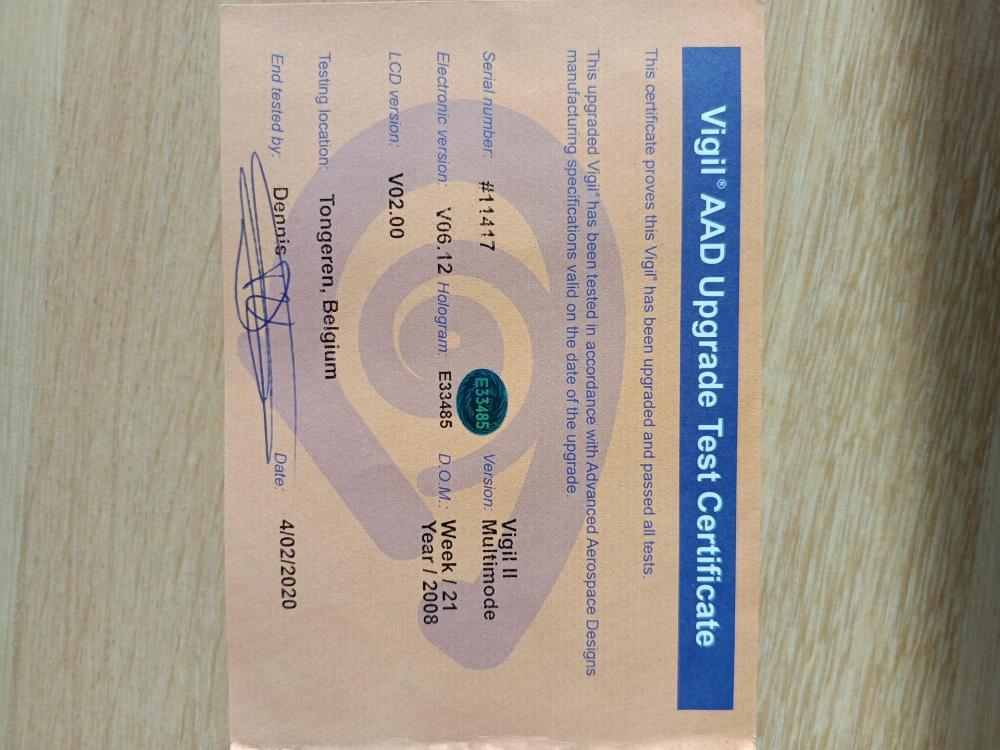 Vigil® AAD Upgrade Test Certificate
This certificate proves this Vigil® has been upgraded and passed all tests.
This upgraded Vigil® has been tested in accordance with Advanced Aerospace Designs
manufacturing specifications valid on the date of the upgrade.
Serial number: #11417 E33485 Version: Vigil II
Multimode
Electronic version: V06.12 Hologram: E33485 D.O.M.: Week / 21
Year / 2008
LCD version: V02.00
Testing location: Tongeren, Belgium
End tested by: Dennis Date: 4/02/2020